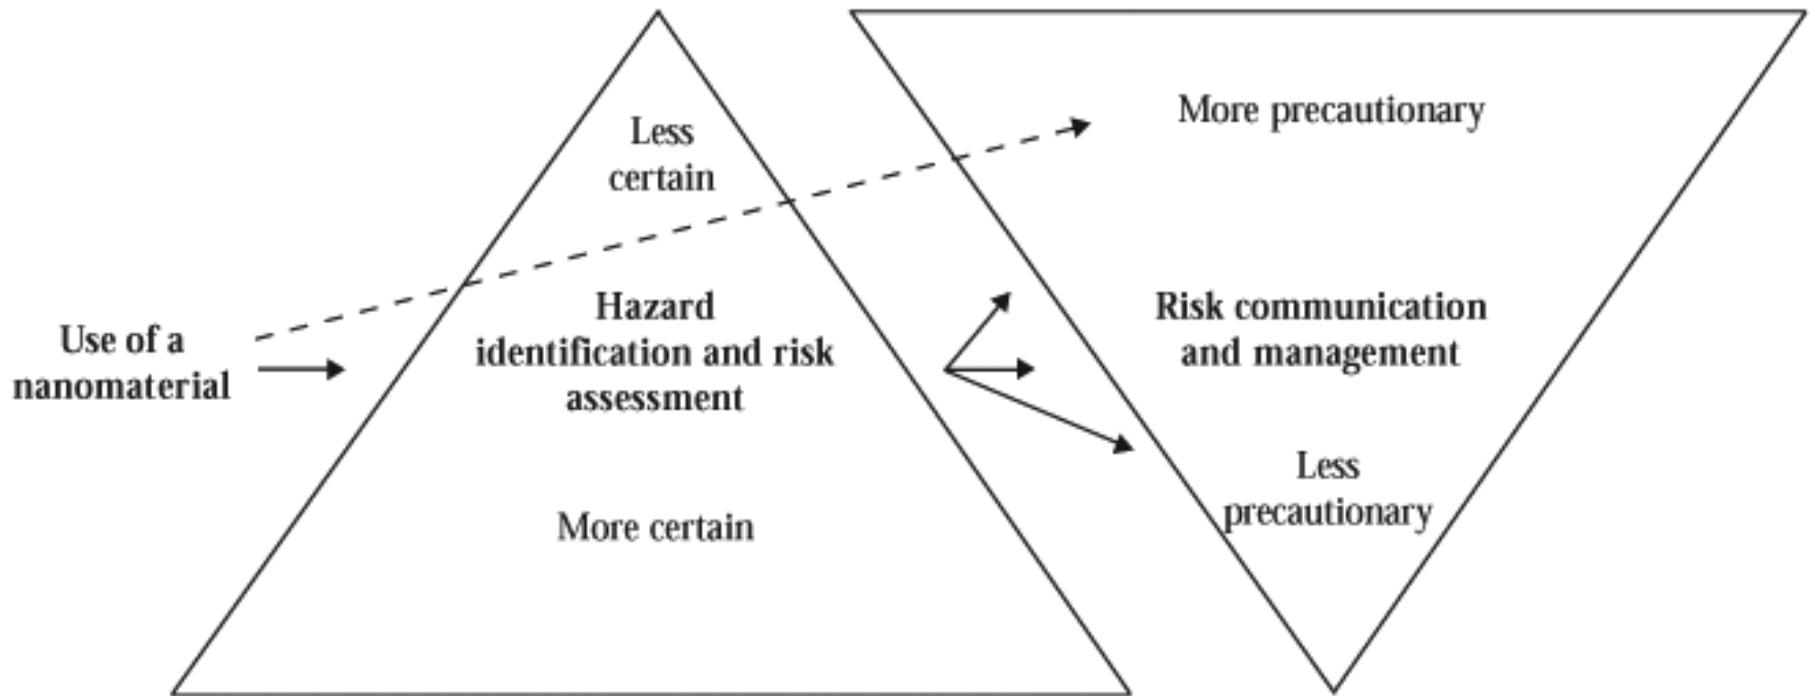 Use of a
nanomaterial
Less
certain
Hazard
identification and risk
assessment
More certain
More precautionary
Risk communication
and management
Less
precautionary